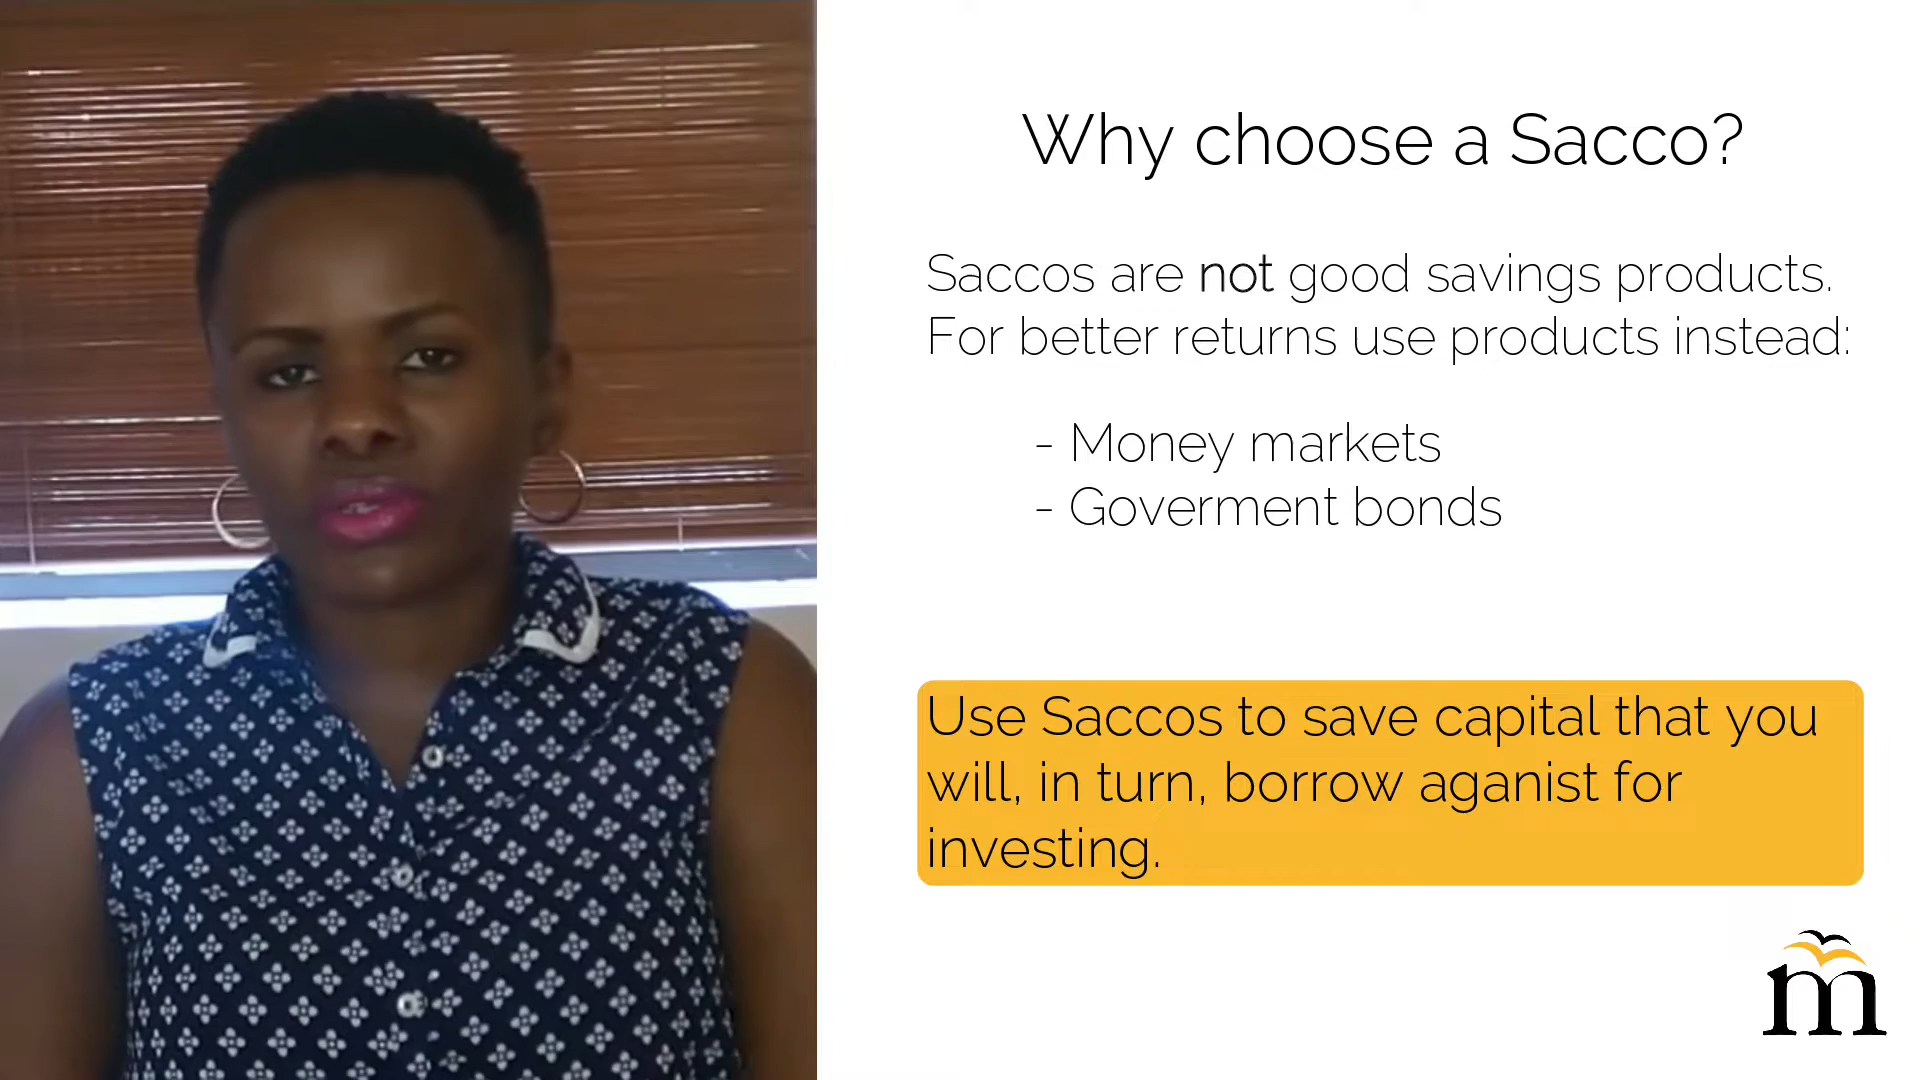 Why choose a Sacco?
Saccos are not good savings products.
For better returns use products instead:
- Money markets
- Goverment bonds
Use Saccos to save capital that you
will, in turn, borrow aganist for
investing.
m